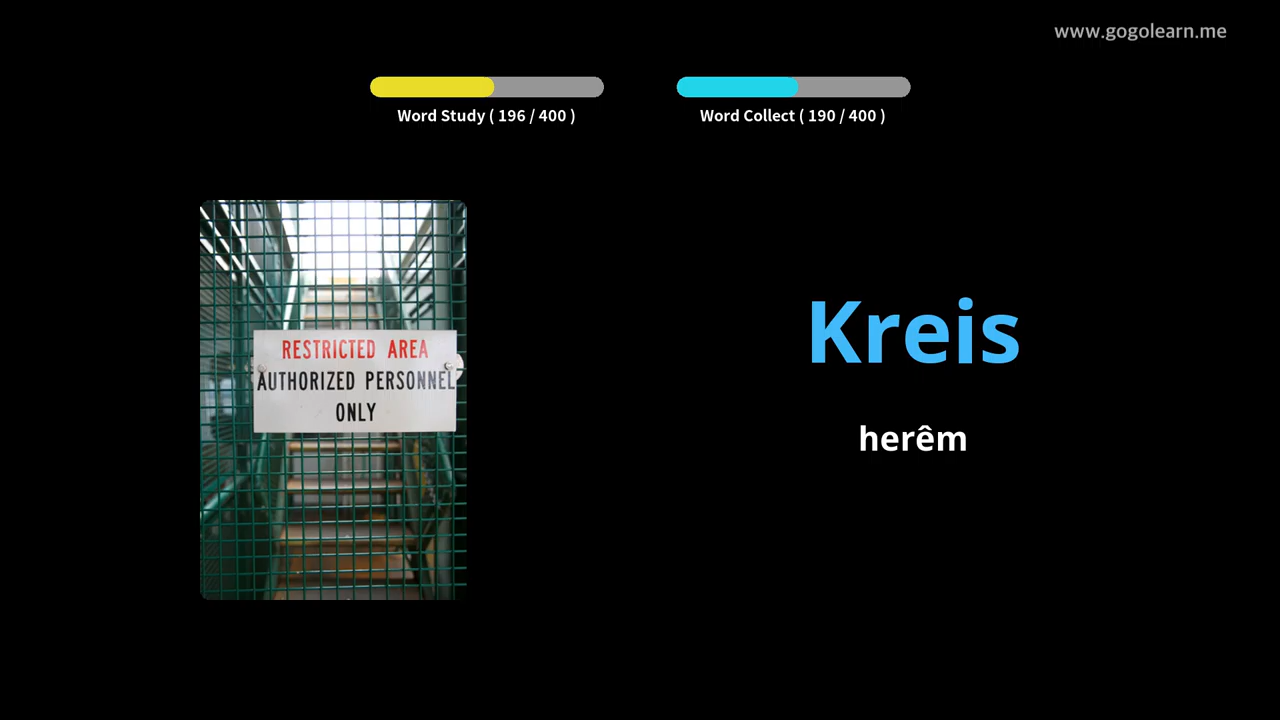 www.gogolearn.me
Word Study ( 196 / 400 )
Word Collect ( 190 / 400 )
RESTRICTED AREA
AUTHORIZED PERSONNEL
ONLY
Kreis
herêm